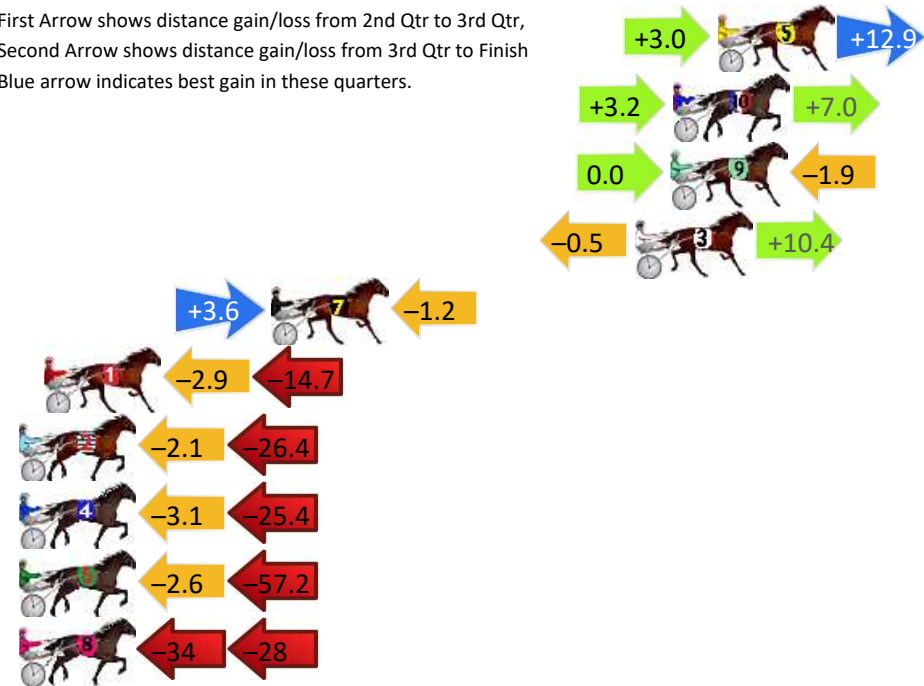 First Arrow shows distance gain/loss from 2nd Qtr to 3rd Qtr,
Second Arrow shows distance gain/loss from 3rd Qtr to Finish
Blue arrow indicates best gain in these quarters.
+3.0 5 +12.9
+3.2 10 +7.0
0.0 9 –1.9
–0.5 3 +10.4
+3.6 7 –1.2
1 –2.9 –14.7
2 –2.1 –26.4
4 –3.1 –25.4
6 –2.6 –57.2
8 –34 –28